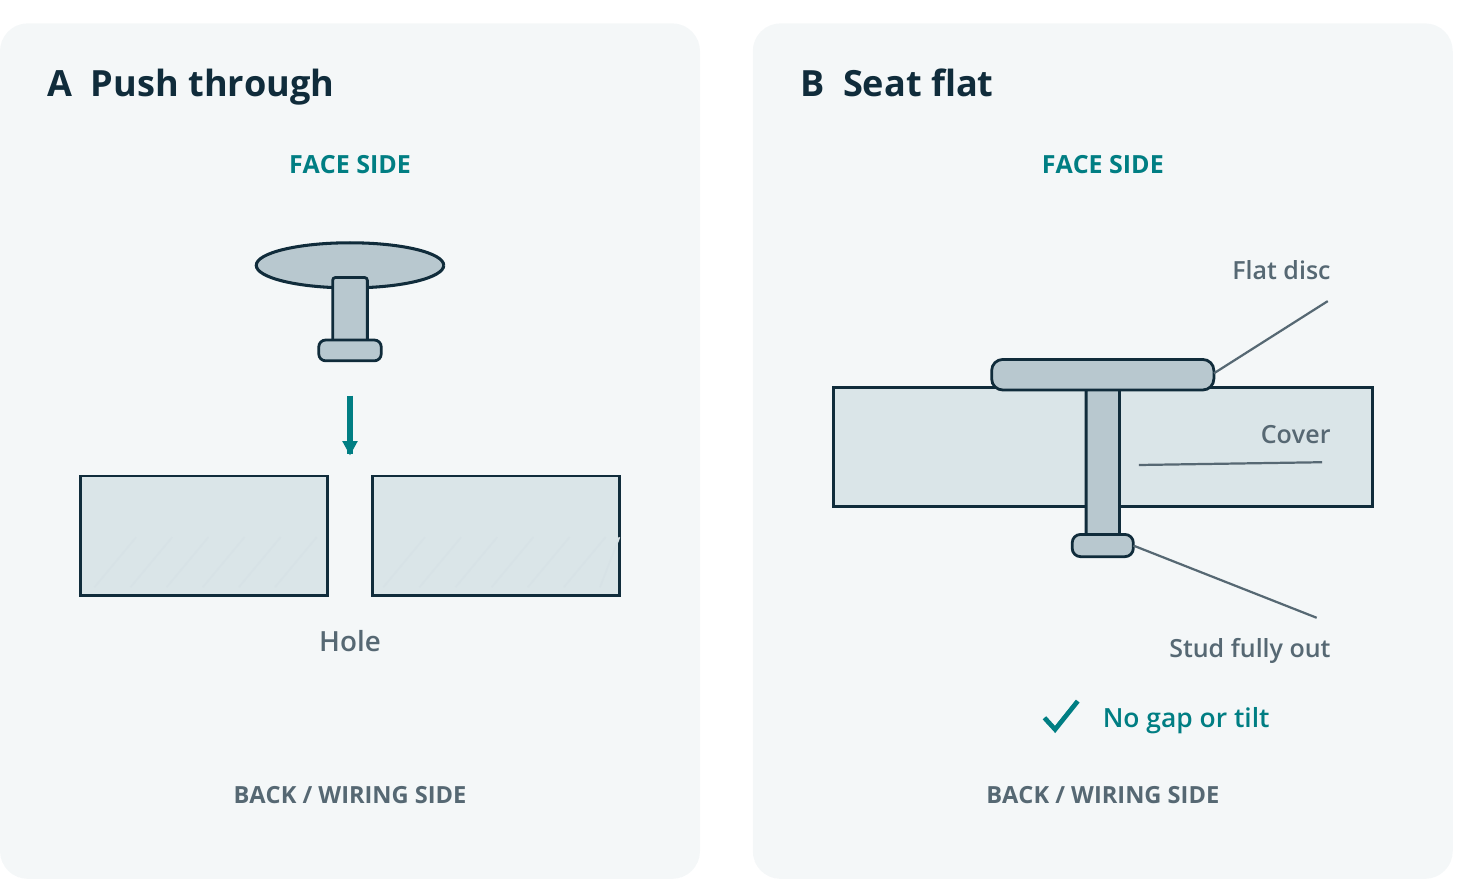 A Push through
FACE SIDE
Hole
BACK / WIRING SIDE
B Seat flat
FACE SIDE
Flat disc
Cover
Stud fully out
No gap or tilt
BACK / WIRING SIDE